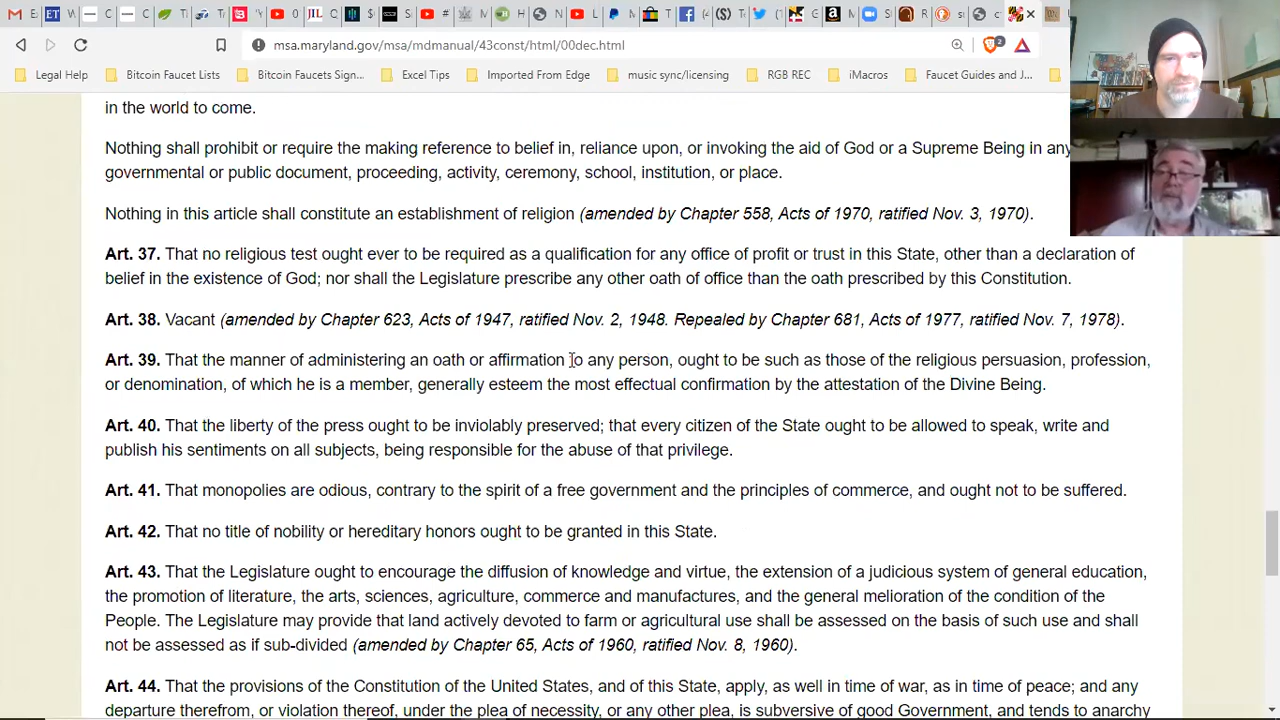 msa.maryland.gov/msa/mdmanual/43const/html/00dec.html
2
Legal Help Bitcoin Faucet Lists Bitcoin Faucets Sign... Excel Tips Imported From Edge music sync/licensing RGB REC iMacros Faucet Guides and J...
in the world to come.
Nothing shall prohibit or require the making reference to belief in, reliance upon, or invoking the aid of God or a Supreme Being in any
governmental or public document, proceeding, activity, ceremony, school, institution, or place.
Nothing in this article shall constitute an establishment of religion (amended by Chapter 558, Acts of 1970, ratified Nov. 3, 1970).
Art. 37. That no religious test ought ever to be required as a qualification for any office of profit or trust in this State, other than a declaration of
belief in the existence of God; nor shall the Legislature prescribe any other oath of office than the oath prescribed by this Constitution.
Art. 38. Vacant (amended by Chapter 623, Acts of 1947, ratified Nov. 2, 1948. Repealed by Chapter 681, Acts of 1977, ratified Nov. 7, 1978).
Art. 39. That the manner of administering an oath or affirmation to any person, ought to be such as those of the religious persuasion, profession,
or denomination, of which he is a member, generally esteem the most effectual confirmation by the attestation of the Divine Being.
Art. 40. That the liberty of the press ought to be inviolably preserved; that every citizen of the State ought to be allowed to speak, write and
publish his sentiments on all subjects, being responsible for the abuse of that privilege.
Art. 41. That monopolies are odious, contrary to the spirit of a free government and the principles of commerce, and ought not to be suffered.
Art. 42. That no title of nobility or hereditary honors ought to be granted in this State.
Art. 43. That the Legislature ought to encourage the diffusion of knowledge and virtue, the extension of a judicious system of general education,
the promotion of literature, the arts, sciences, agriculture, commerce and manufactures, and the general melioration of the condition of the
People. The Legislature may provide that land actively devoted to farm or agricultural use shall be assessed on the basis of such use and shall
not be assessed as if sub-divided (amended by Chapter 65, Acts of 1960, ratified Nov. 8, 1960).
Art. 44. That the provisions of the Constitution of the United States, and of this State, apply, as well in time of war, as in time of peace; and any
departure therefrom, or violation thereof, under the plea of necessity, or any other plea, is subversive of good Government, and tends to anarchy